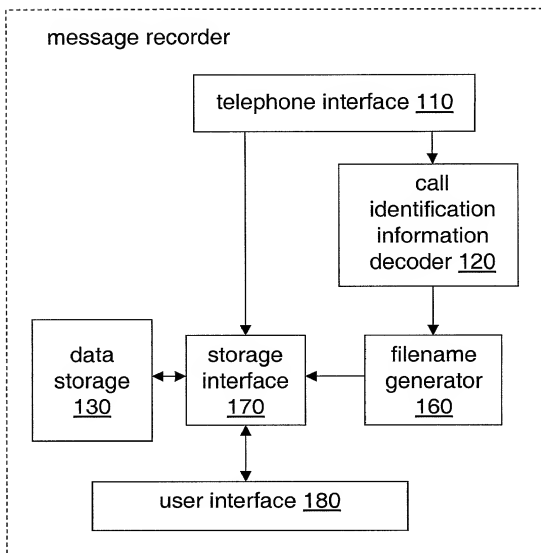 message recorder
telephone interface 110
call
identification
information
decoder 120
data
storage
130
storage
interface
170
filename
generator
160
user interface 180